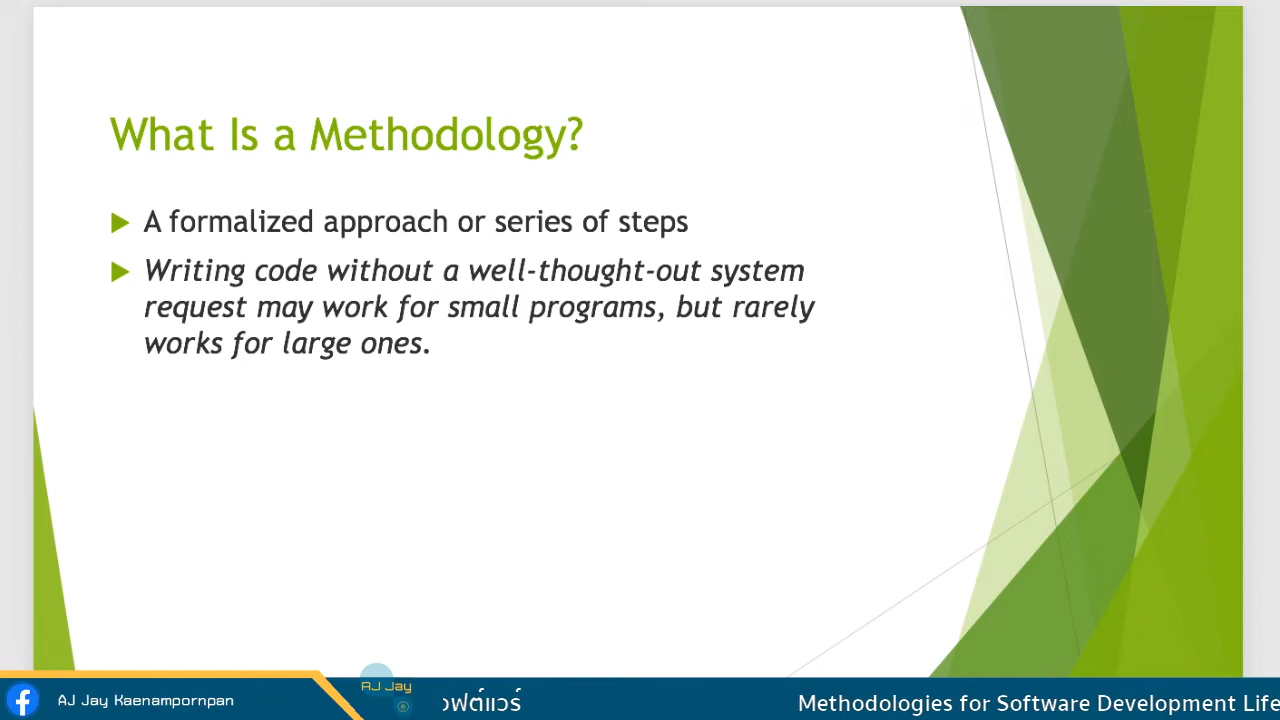 What Is a Methodology?
A formalized approach or series of steps
Writing code without a well-thought-out system
request may work for small programs, but rarely
works for large ones.
AJ Jay Kaenampornpan
AJ Jay
อฟต์แวร์
Methodologies for Software Development Life